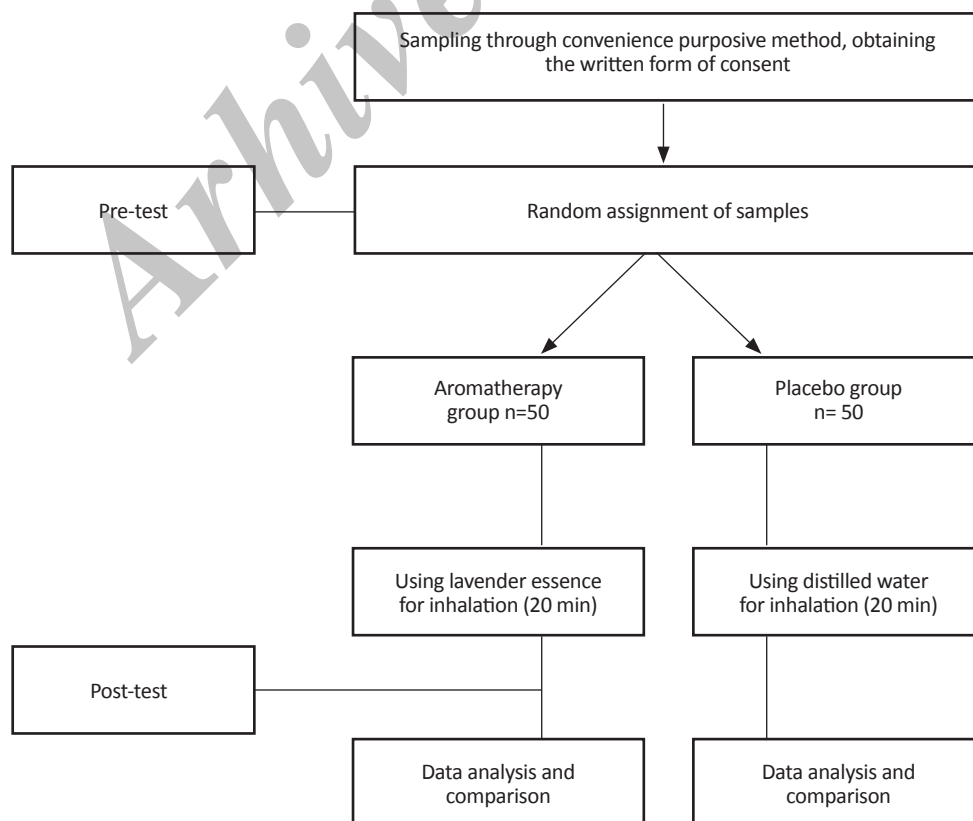 Sampling through convenience purposive method, obtaining
the written form of consent
Pre-test
Random assignment of samples
Aromatherapy
group n=50
Placebo group
n= 50
Using lavender essence
for inhalation (20 min)
Using distilled water
for inhalation (20 min)
Post-test
Data analysis and
comparison
Data analysis and
comparison
Arhive